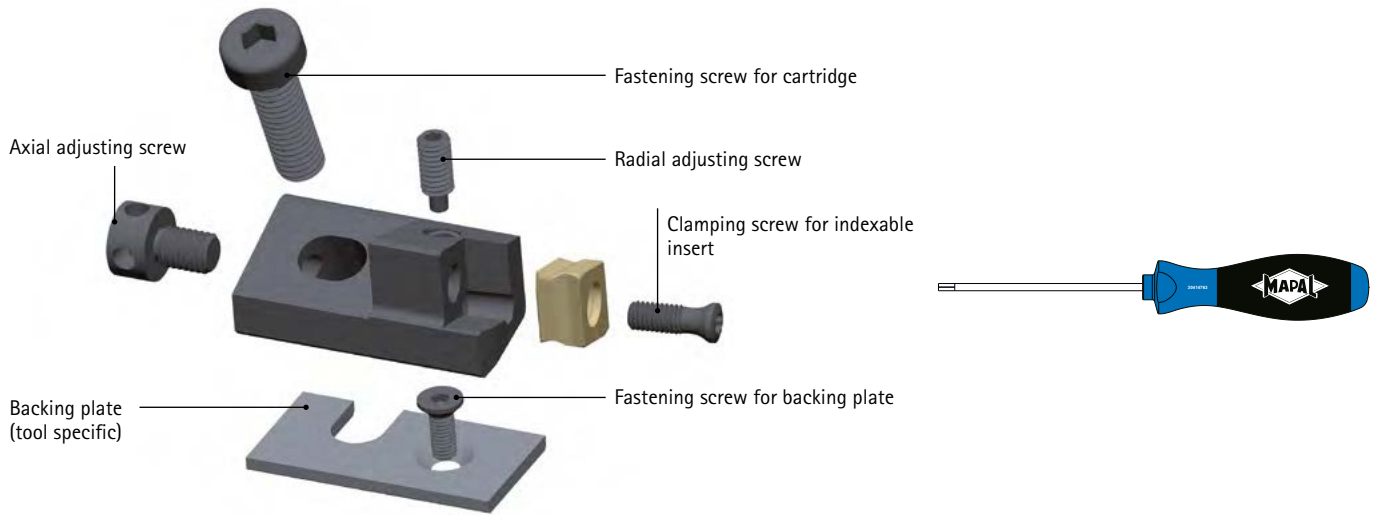 Fastening screw for cartridge
Axial adjusting screw
Radial adjusting screw
Clamping screw for indexable
insert
MAPAL
Backing plate
(tool specific)
Fastening screw for backing plate